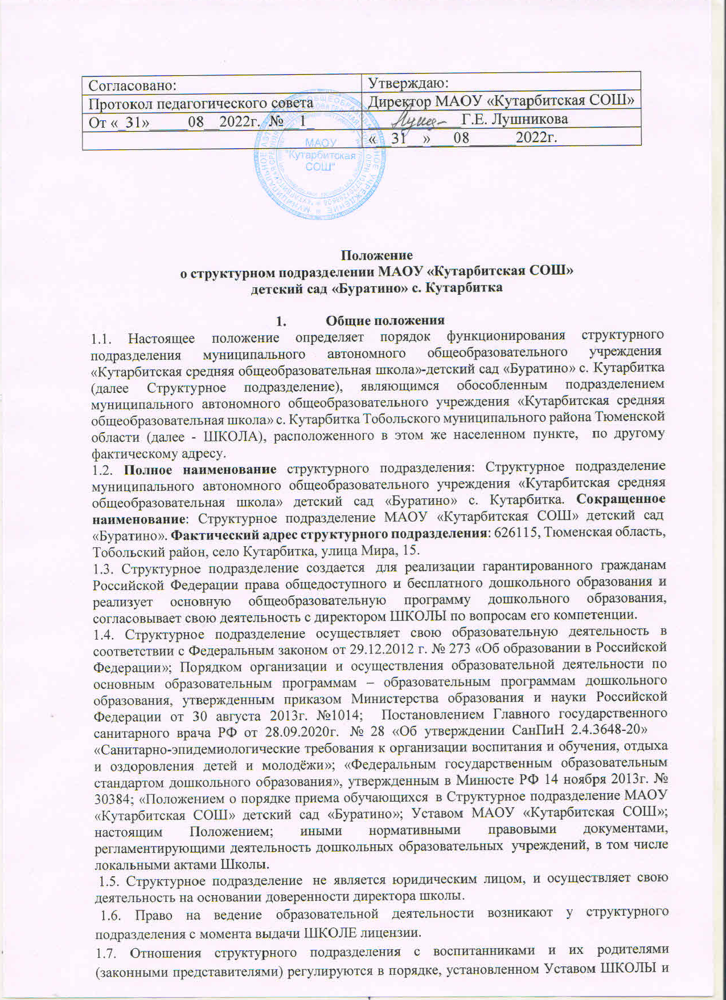 Согласовано:
Утверждаю:
Протокол педагогического совета
Директор МАОУ «Кутарбитская СОШ»
От «_31»_____08__2022г. №__1_
__________Г.Е. Лушникова
«__31__»___08______2022г.
МАОУ
"Кутарбитская
СОШ"
Положение
о структурном подразделении МАОУ «Кутарбитская СОШ»
детский сад «Буратино» с. Кутарбитка
1. Общие положения
1.1. Настоящее положение определяет порядок функционирования структурного
подразделения муниципального автономного общеобразовательного учреждения
«Кутарбитская средняя общеобразовательная школа»-детский сад «Буратино» с. Кутарбитка
(далее Структурное подразделение), являющимся обособленным подразделением
муниципального автономного общеобразовательного учреждения «Кутарбитская средняя
общеобразовательная школа» с. Кутарбитка Тобольского муниципального района Тюменской
области (далее - ШКОЛА), расположенного в этом же населенном пункте, по другому
фактическому адресу.
1.2. Полное наименование структурного подразделения: Структурное подразделение
муниципального автономного общеобразовательного учреждения «Кутарбитская средняя
общеобразовательная школа» детский сад «Буратино» с. Кутарбитка. Сокращенное
наименование: Структурное подразделение МАОУ «Кутарбитская СОШ» детский сад
«Буратино». Фактический адрес структурного подразделения: 626115, Тюменская область,
Тобольский район, село Кутарбитка, улица Мира, 15.
1.3. Структурное подразделение создается для реализации гарантированного гражданам
Российской Федерации права общедоступного и бесплатного дошкольного образования и
реализует основную общеобразовательную программу дошкольного образования,
согласовывает свою деятельность с директором ШКОЛЫ по вопросам его компетенции.
1.4. Структурное подразделение осуществляет свою образовательную деятельность в
соответствии с Федеральным законом от 29.12.2012 г. № 273 «Об образовании в Российской
Федерации»; Порядком организации и осуществления образовательной деятельности по
основным образовательным программам – образовательным программам дошкольного
образования, утвержденным приказом Министерства образования и науки Российской
Федерации от 30 августа 2013г. №1014; Постановлением Главного государственного
санитарного врача РФ от 28.09.2020г. № 28 «Об утверждении СанПиН 2.4.3648-20»
«Санитарно-эпидемиологические требования к организации воспитания и обучения, отдыха
и оздоровления детей и молодёжи»; «Федеральным государственным образовательным
стандартом дошкольного образования», утвержденным в Минюсте РФ 14 ноября 2013г. №
30384; «Положением о порядке приема обучающихся в Структурное подразделение МАОУ
«Кутарбитская СОШ» детский сад «Буратино»; Уставом МАОУ «Кутарбитская СОШ»;
настоящим Положением; иными нормативными правовыми документами,
регламентирующими деятельность дошкольных образовательных учреждений, в том числе
локальными актами Школы.
1.5. Структурное подразделение не является юридическим лицом, и осуществляет свою
деятельность на основании доверенности директора школы.
1.6. Право на ведение образовательной деятельности возникают у структурного
подразделения с момента выдачи ШКОЛЕ лицензии.
1.7. Отношения структурного подразделения с воспитанниками и их родителями
(законными представителями) регулируются в порядке, установленном Уставом ШКОЛЫ и